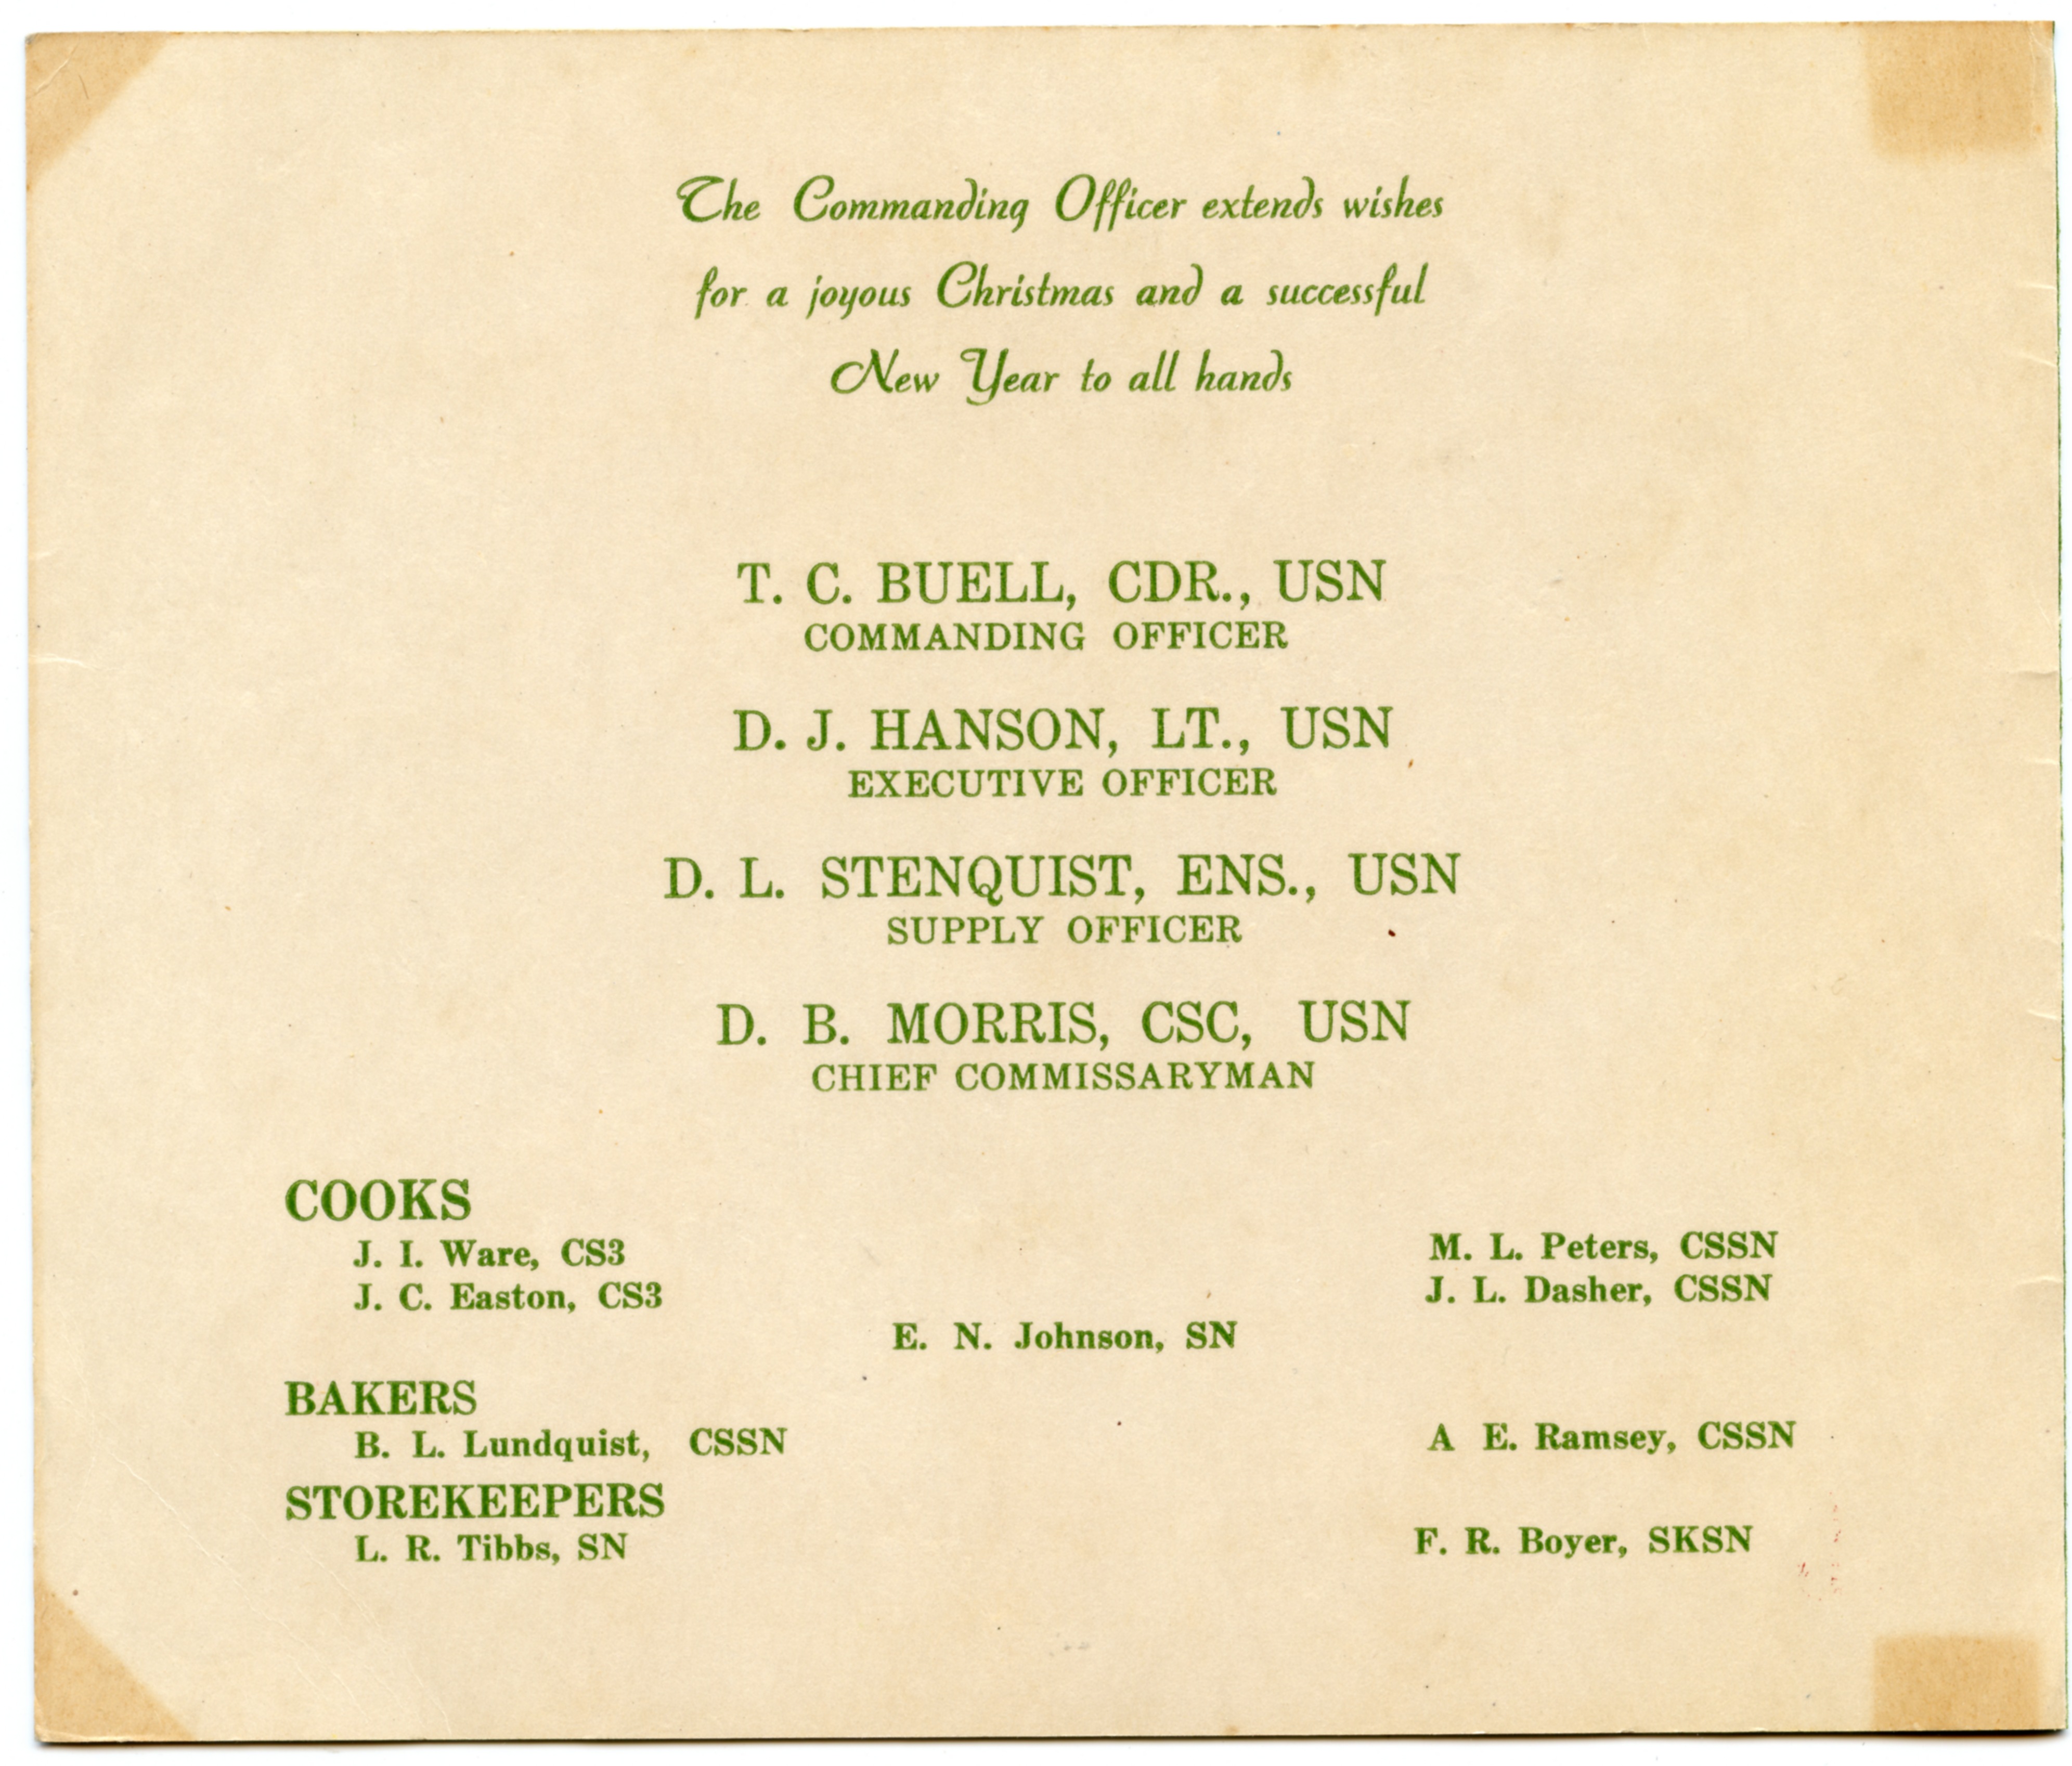 The Commanding Officer extends wishes
for a joyous Christmas and a successful
New Year to all hands
T. C. BUELL, CDR., USN
COMMANDING OFFICER
D. J. HANSON, LT., USN
EXECUTIVE OFFICER
D. L. STENQUIST, ENS., USN
SUPPLY OFFICER
D. B. MORRIS, CSC, USN
CHIEF COMMISSARYMAN
COOKS
J. I. Ware, CS3
M. L. Peters, CSSN
J. C. Easton, CS3
J. L. Dasher, CSSN
E. N. Johnson, SN
BAKERS
B. L. Lundquist, CSSN
A E. Ramsey, CSSN
STOREKEEPERS
L. R. Tibbs, SN
F. R. Boyer, SKSN